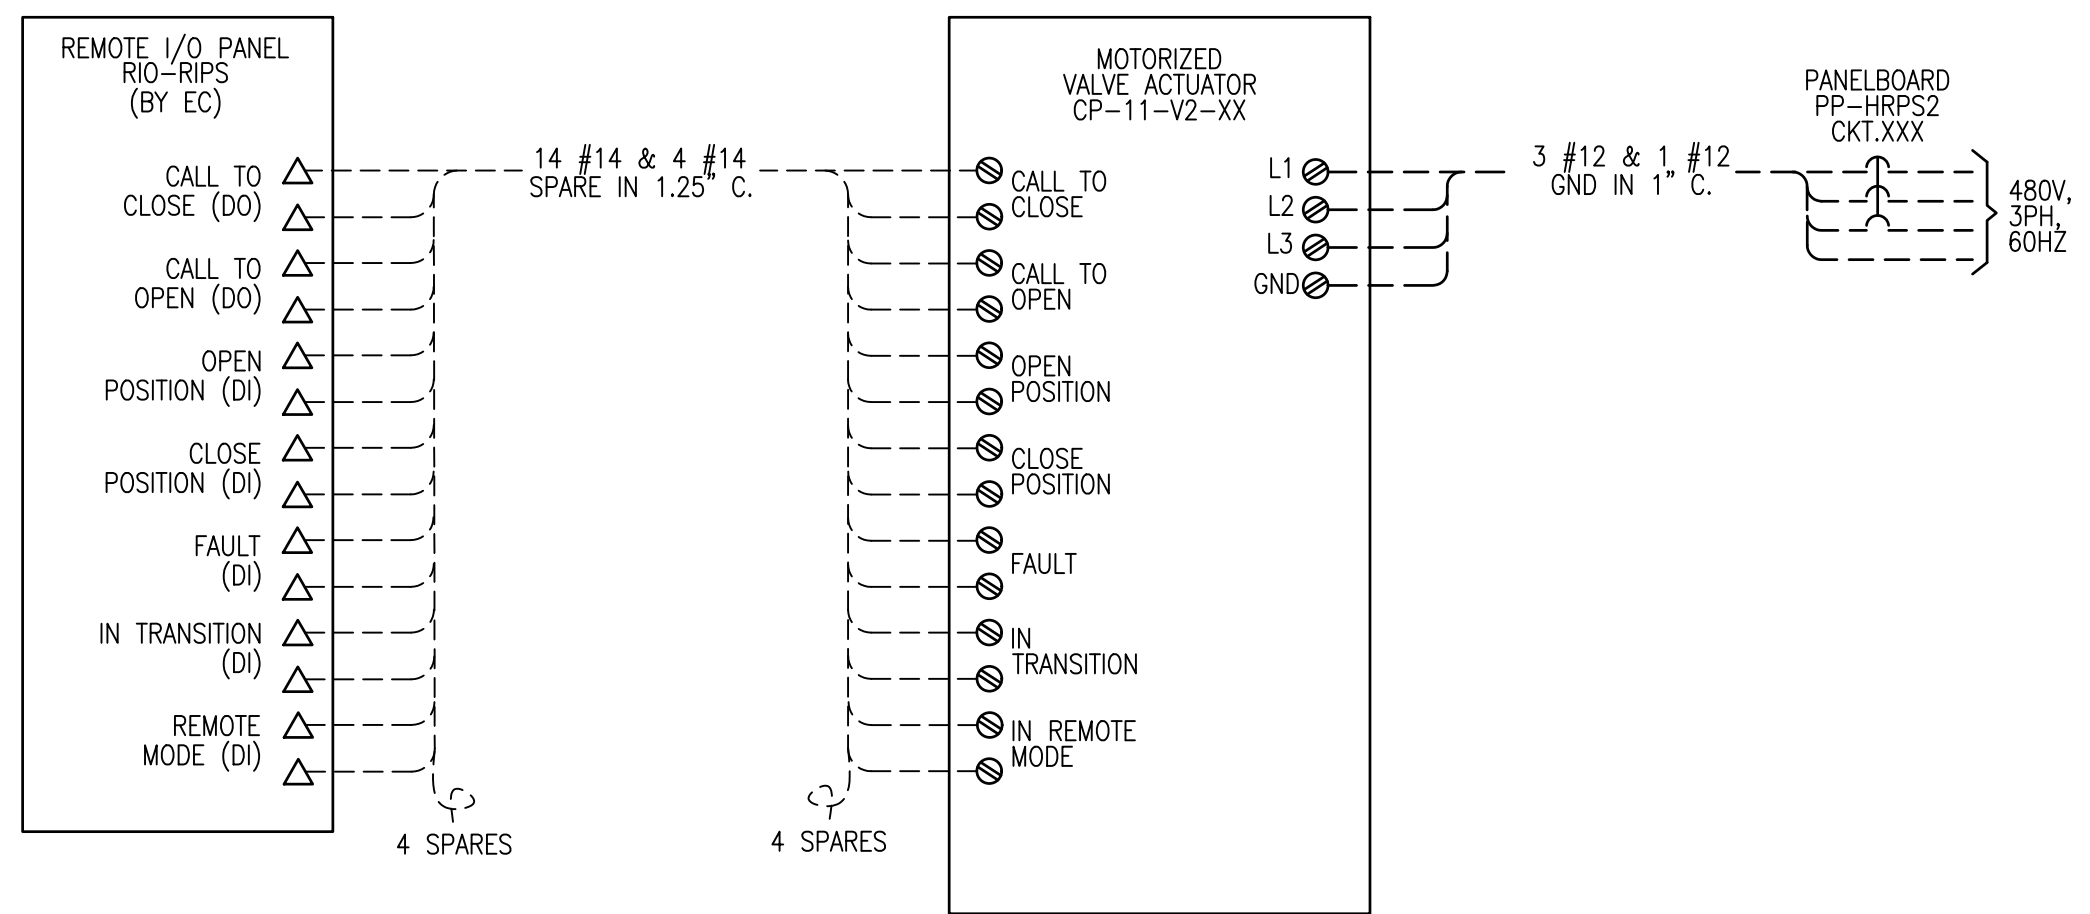 REMOTE I/O PANEL
RIO-RIPS
(BY EC)
CALL TO
CLOSE (DO)
CALL TO
OPEN (DO)
OPEN
POSITION (DI)
CLOSE
POSITION (DI)
FAULT
(DI)
IN TRANSITION
(DI)
REMOTE
MODE (DI)
14 #14 & 4 #14
SPARE IN 1.25" C.
4 SPARES
4 SPARES
MOTORIZED
VALVE ACTUATOR
CP-11-V2-XX
CALL TO
CLOSE
CALL TO
OPEN
OPEN
POSITION
CLOSE
POSITION
FAULT
IN
TRANSITION
IN REMOTE
MODE
L1
L2
L3
GND
3 #12 & 1 #12
GND IN 1" C.
PANELBOARD
PP-HRPS2
CKT.XXX
480V,
3PH,
60HZ